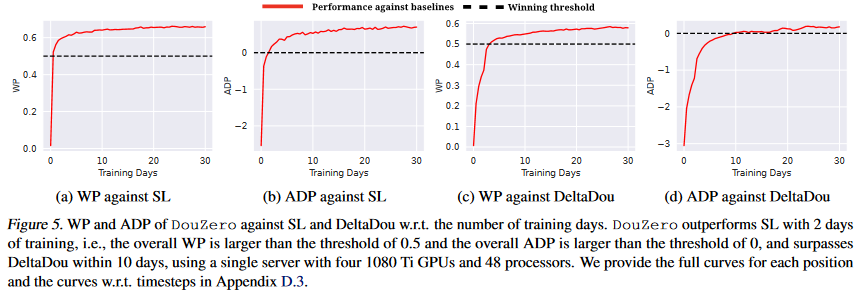 Performance against baselines Winning threshold
0.6
0.4
0.2
0.0
WP
0 10 20 30
Training Days
0
−1
−2
ADP
0 10 20 30
Training Days
0.6
0.5
0.4
0.3
0.2
0.1
0.0
WP
0 10 20 30
Training Days
0
−1
−2
−3
ADP
0 10 20 30
Training Days
(a) WP against SL
(b) ADP against SL
(c) WP against DeltaDou
(d) ADP against DeltaDou
Figure 5. WP and ADP of DouZero against SL and DeltaDou w.r.t. the number of training days. DouZero outperforms SL with 2 days
of training, i.e., the overall WP is larger than the threshold of 0.5 and the overall ADP is larger than the threshold of 0, and surpasses
DeltaDou within 10 days, using a single server with four 1080 Ti GPUs and 48 processors. We provide the full curves for each position
and the curves w.r.t. timesteps in Appendix D.3.